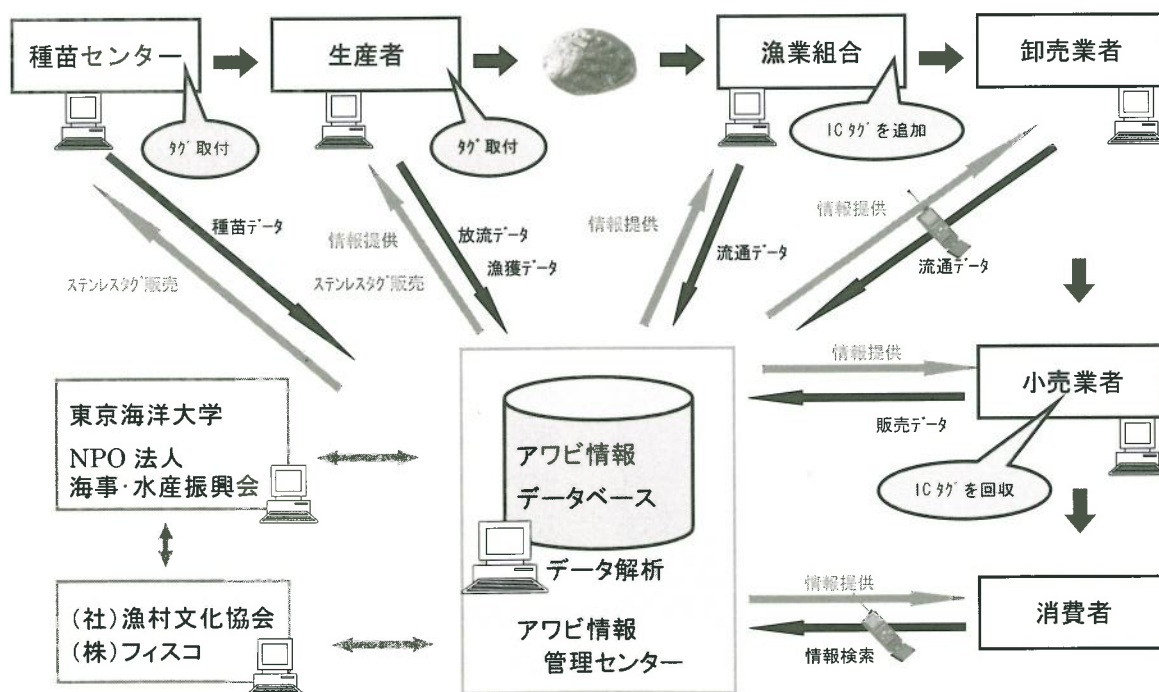 種苗センター
生産者
漁業組合
卸売業者
タグ取付
タグ取付
ICタグを追加
種苗データ
ステンレスタグ販売
情報提供
ステンレスタグ販売
放流データ
漁獲データ
情報提供
流通データ
情報提供
流通データ
情報提供
販売データ
小売業者
ICタグを回収
東京海洋大学
NPO法人
海事・水産振興会
アワビ情報
データベース
データ解析
アワビ情報
管理センター
(社)漁村文化協会
(株)フィスコ
情報提供
情報検索
消費者